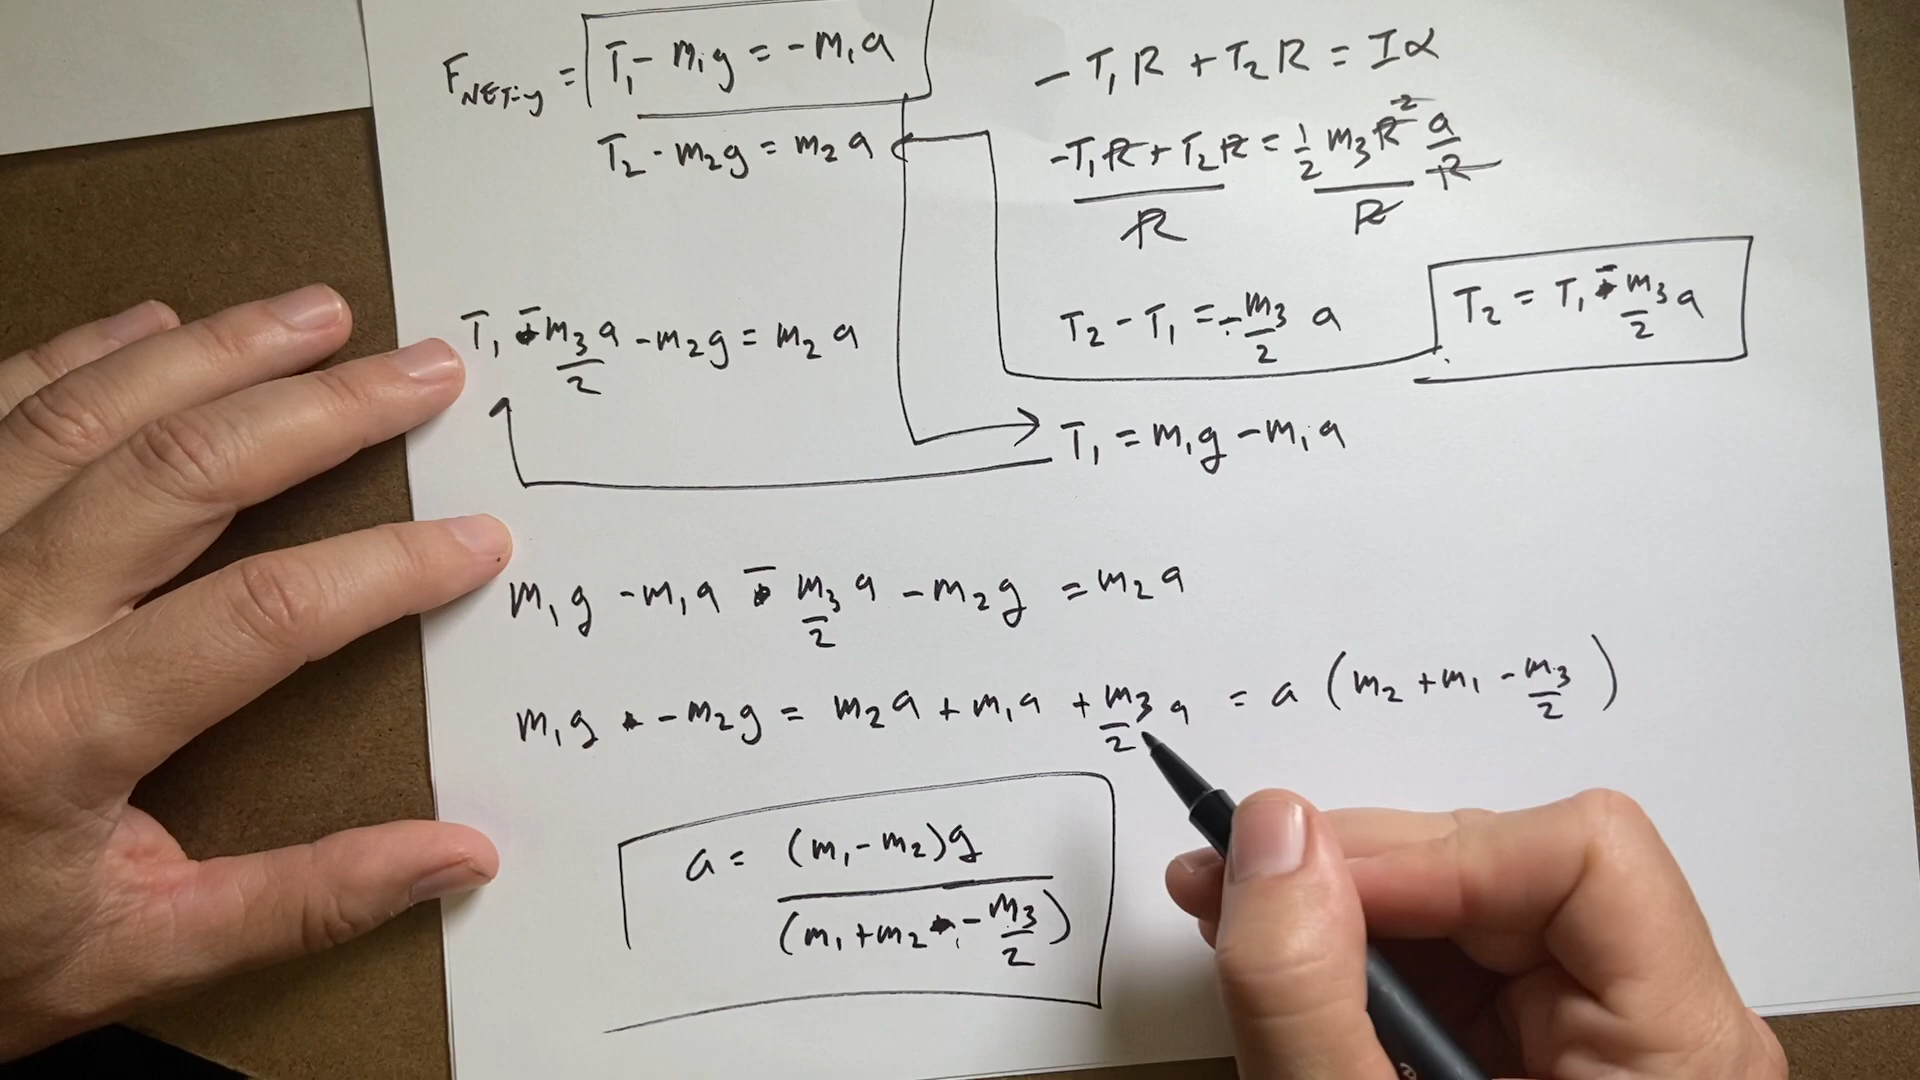 F_NET-y = T₁ - m₁g = -m₁a
T₂ - m₂g = m₂a
- T₁R + T₂R = Iα
-T₁R + T₂R / R = 1/2 m₃R² a/R / R
T₂ - T₁ = - m₃/2 a
T₂ = T₁ - m₃/2 a
T₁ - m₃/2 a - m₂g = m₂a
T₁ = m₁g - m₁a
m₁g - m₁a - m₃/2 a - m₂g = m₂a
m₁g - m₂g = m₂a + m₁a + m₃/2 a = a (m₂ + m₁ - m₃/2)
a = (m₁ - m₂)g / (m₁ + m₂ - m₃/2)